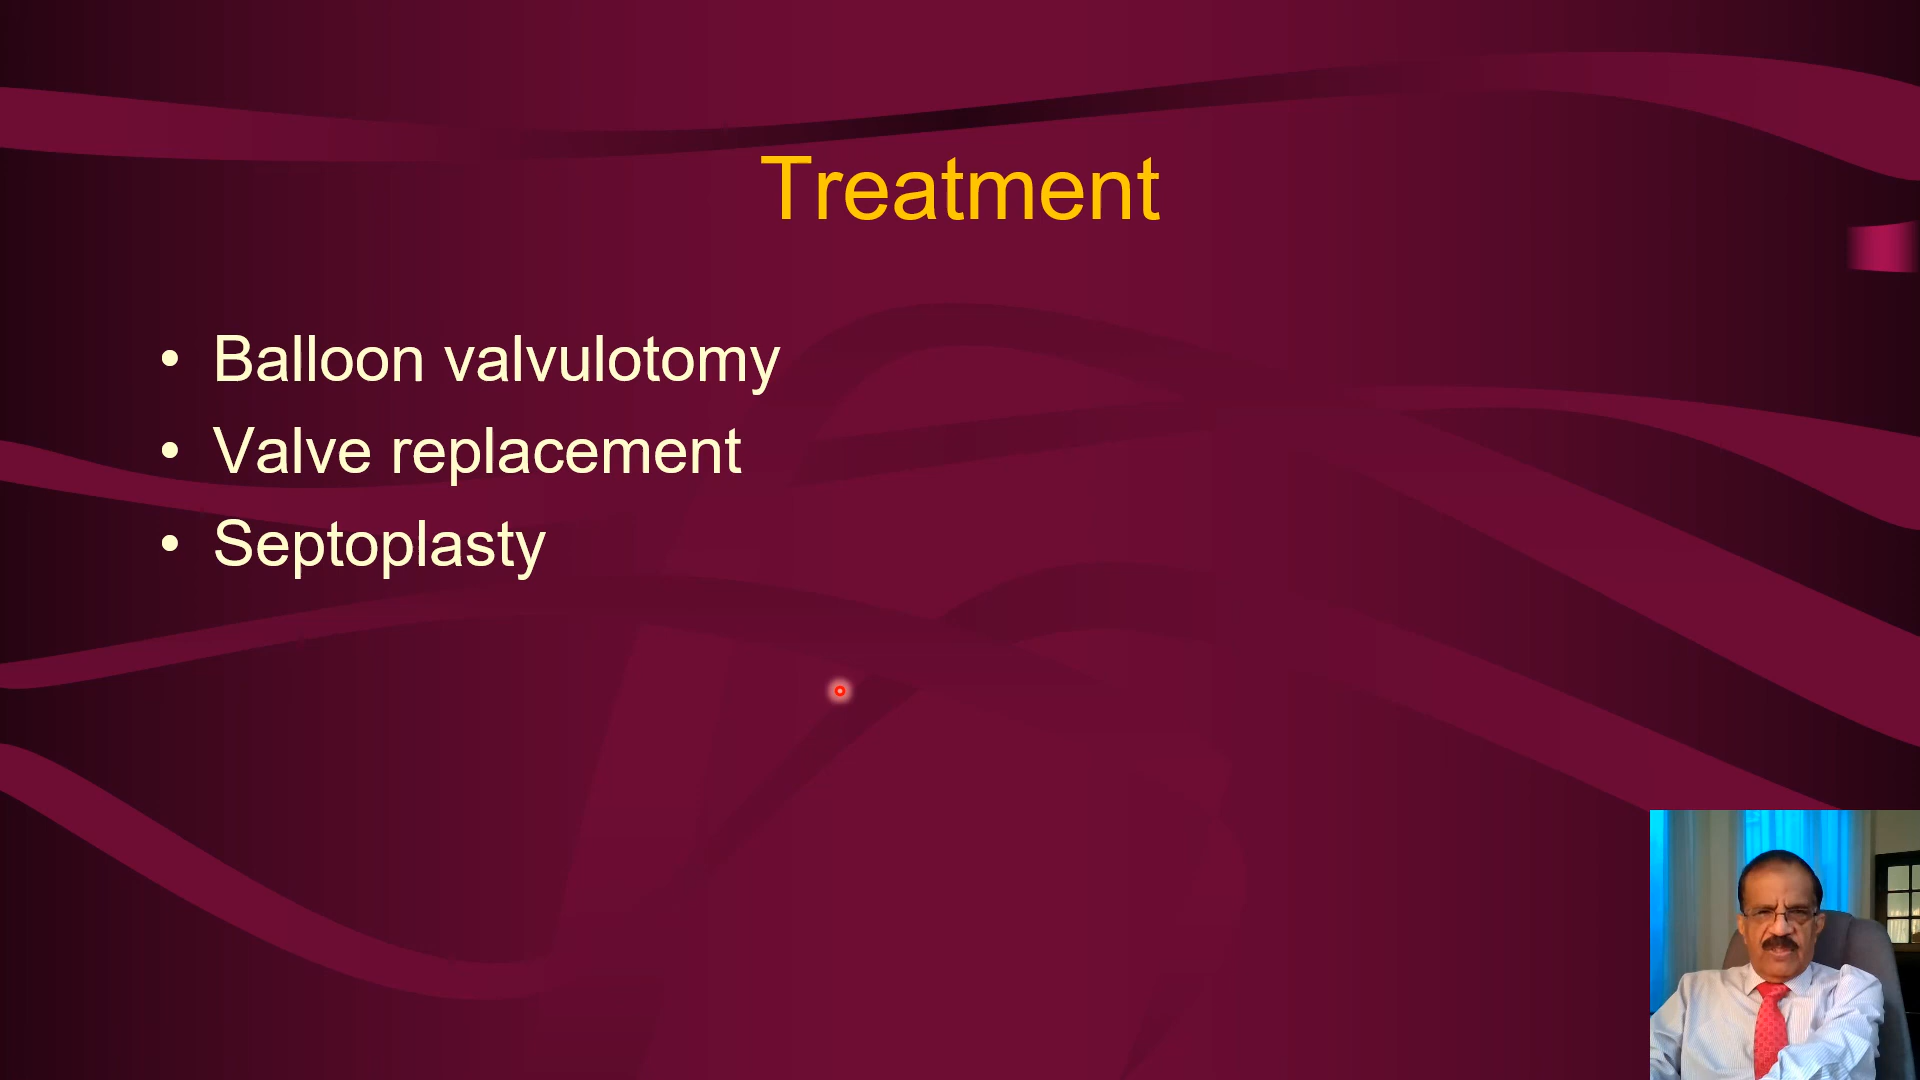 Treatment
• Balloon valvulotomy
• Valve replacement
• Septoplasty